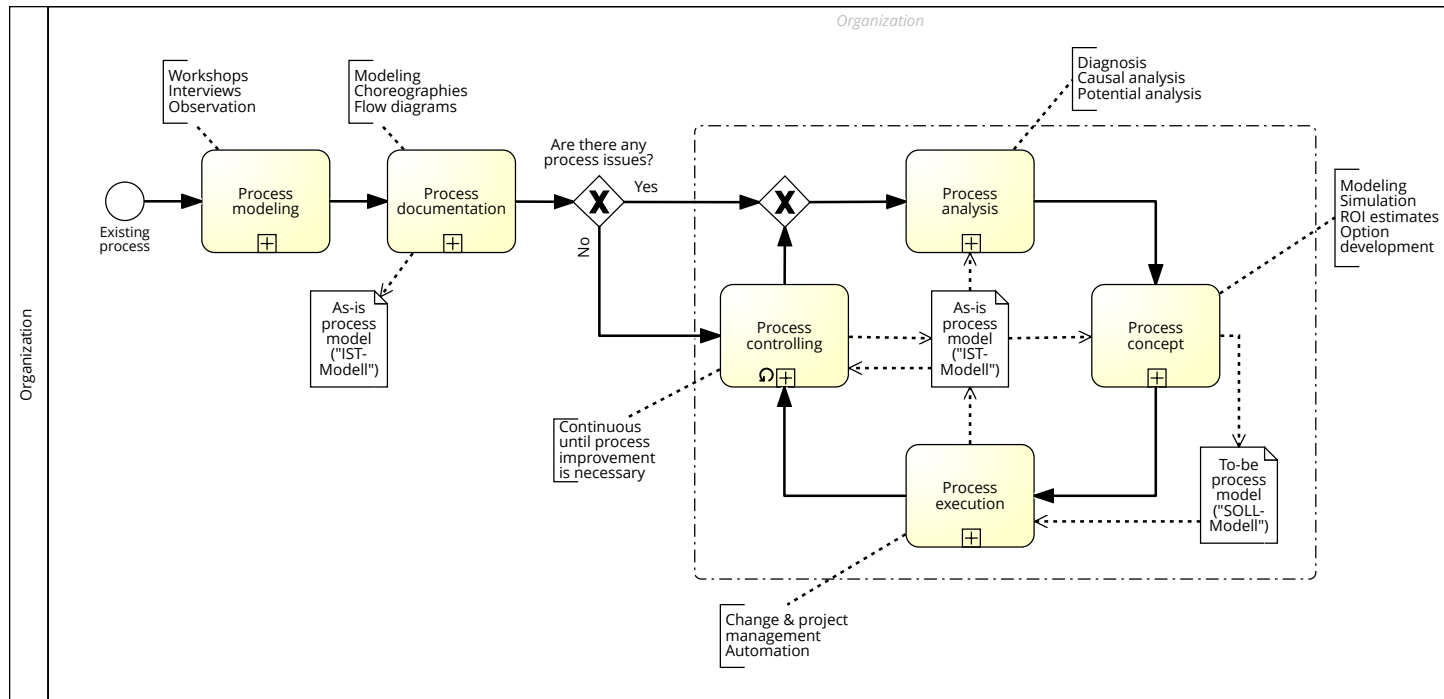 Organization
Organization
Workshops
Interviews
Observation
Modeling
Choreographies
Flow diagrams
Diagnosis
Causal analysis
Potential analysis
Existing
process
Process
modeling
Process
documentation
As-is
process
model
("IST-
Modell")
Are there any
process issues?
Yes
No
Process
analysis
Modeling
Simulation
ROI estimates
Option
development
Process
controlling
As-is
process
model
("IST-
Modell")
Process
concept
Continuous
until process
improvement
is necessary
Process
execution
To-be
process
model
("SOLL-
Modell")
Change & project
management
Automation